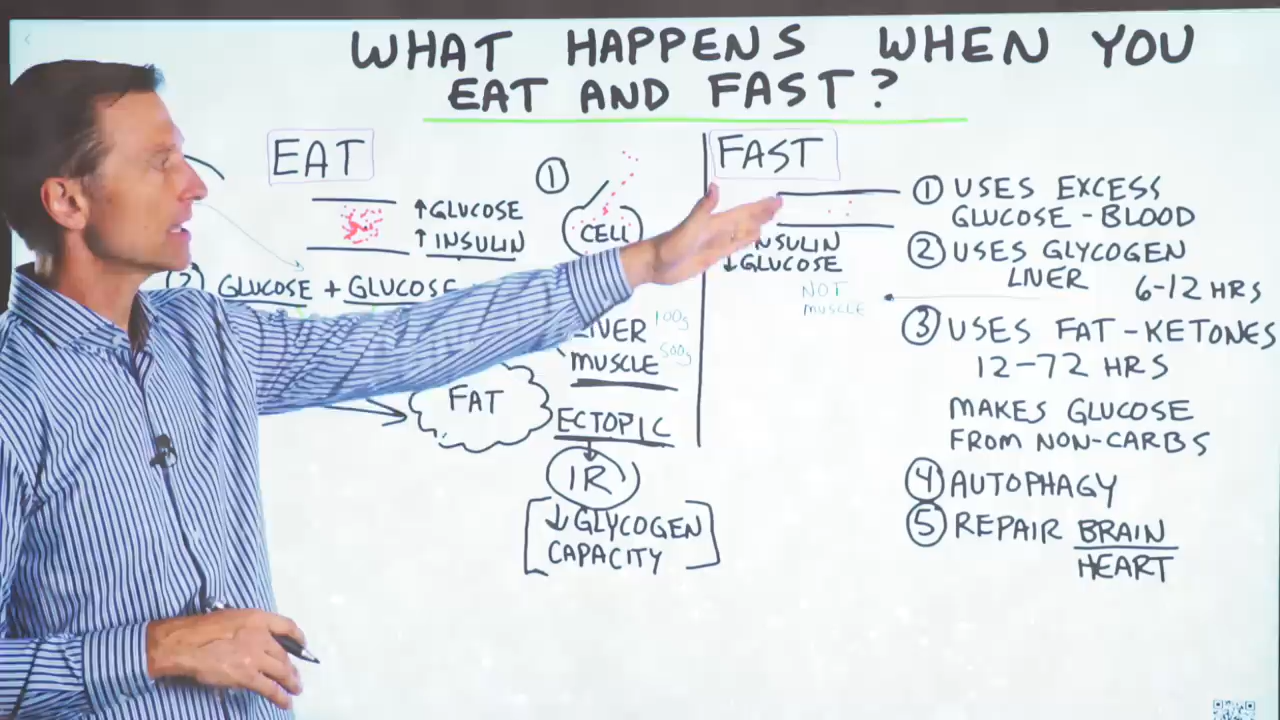 WHAT HAPPENS WHEN YOU
EAT AND FAST?
EAT
↑ GLUCOSE
↑ INSULIN
1
CELL
2 GLUCOSE + GLUCOSE
LIVER 100g
MUSCLE 500g
FAT
ECTOPIC
IR
[↓ GLYCOGEN
CAPACITY]
FAST
INSULIN
↓ GLUCOSE
NOT
MUSCLE
1 USES EXCESS
GLUCOSE - BLOOD
2 USES GLYCOGEN
LIVER
6-12 HRS
3 USES FAT - KETONES
12-72 HRS
MAKES GLUCOSE
FROM NON-CARBS
4 AUTOPHAGY
5 REPAIR BRAIN
HEART